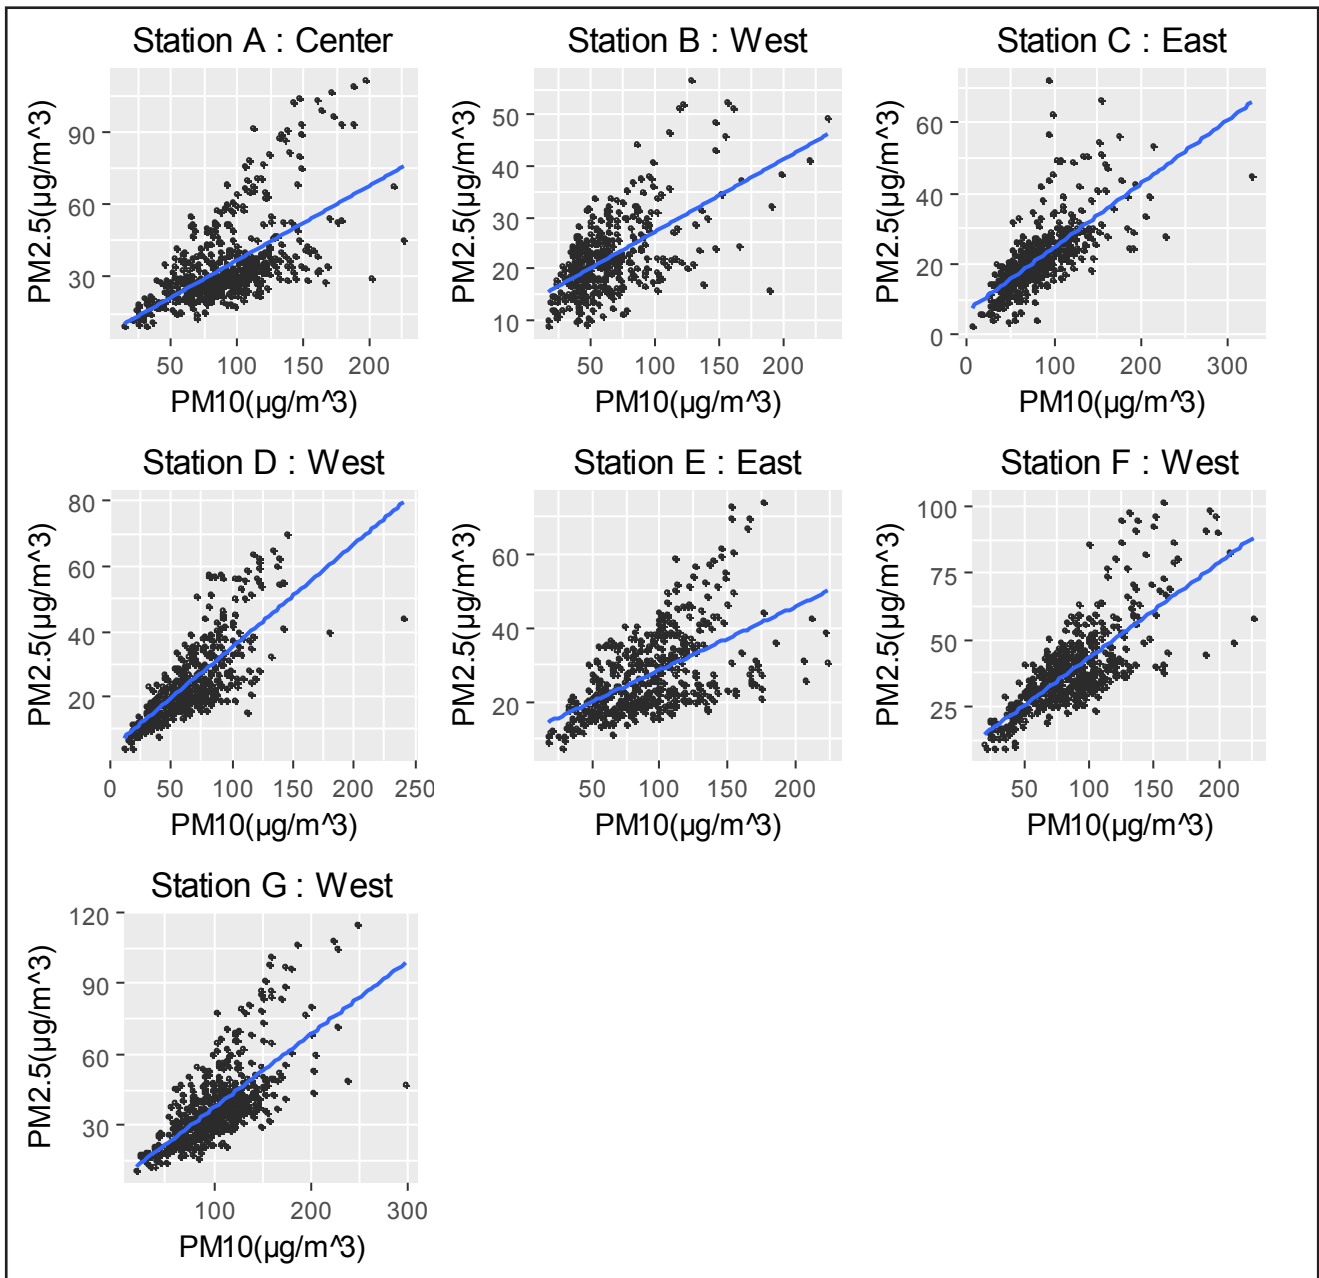 Station A : Center
PM2.5(µg/m^3)
90
60
30
50 100 150 200
PM10(µg/m^3)
Station B : West
PM2.5(µg/m^3)
50
40
30
20
10
50 100 150 200
PM10(µg/m^3)
Station C : East
PM2.5(µg/m^3)
60
40
20
0
0 100 200 300
PM10(µg/m^3)
Station D : West
PM2.5(µg/m^3)
80
60
40
20
0 50 100 150 200 250
PM10(µg/m^3)
Station E : East
PM2.5(µg/m^3)
60
40
20
50 100 150 200
PM10(µg/m^3)
Station F : West
PM2.5(µg/m^3)
100
75
50
25
50 100 150 200
PM10(µg/m^3)
Station G : West
PM2.5(µg/m^3)
120
90
60
30
100 200 300
PM10(µg/m^3)